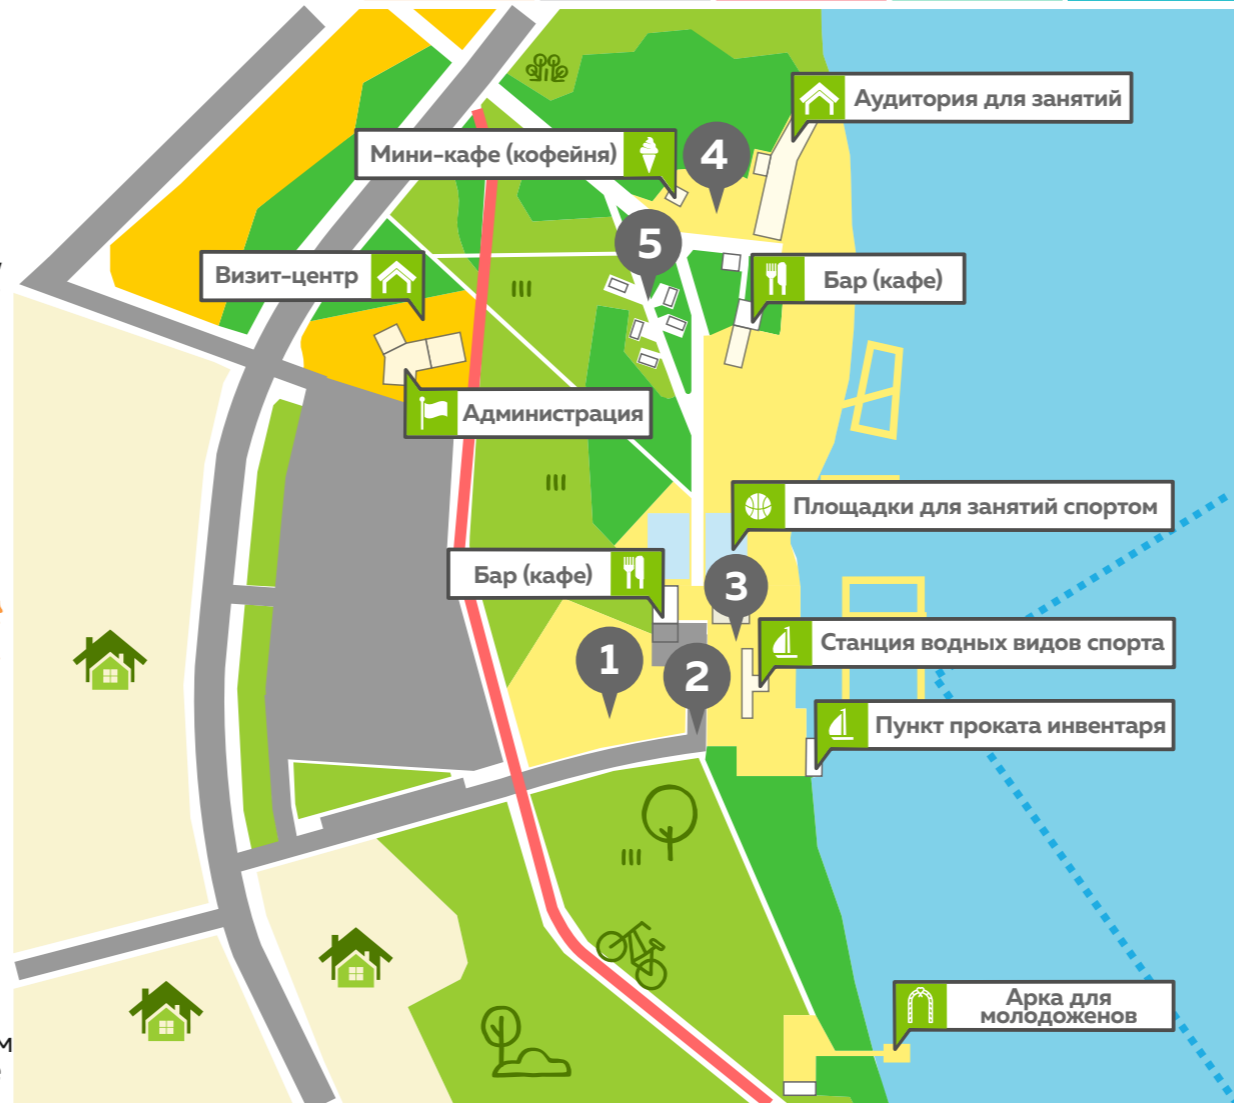 Аудитория для занятий
Мини-кафе (кофейня)
4
5
Визит-центр
Бар (кафе)
Администрация
Площадки для занятий спортом
Бар (кафе)
3
Станция водных видов спорта
1
2
Пункт проката инвентаря
Арка для
молодоженов
м